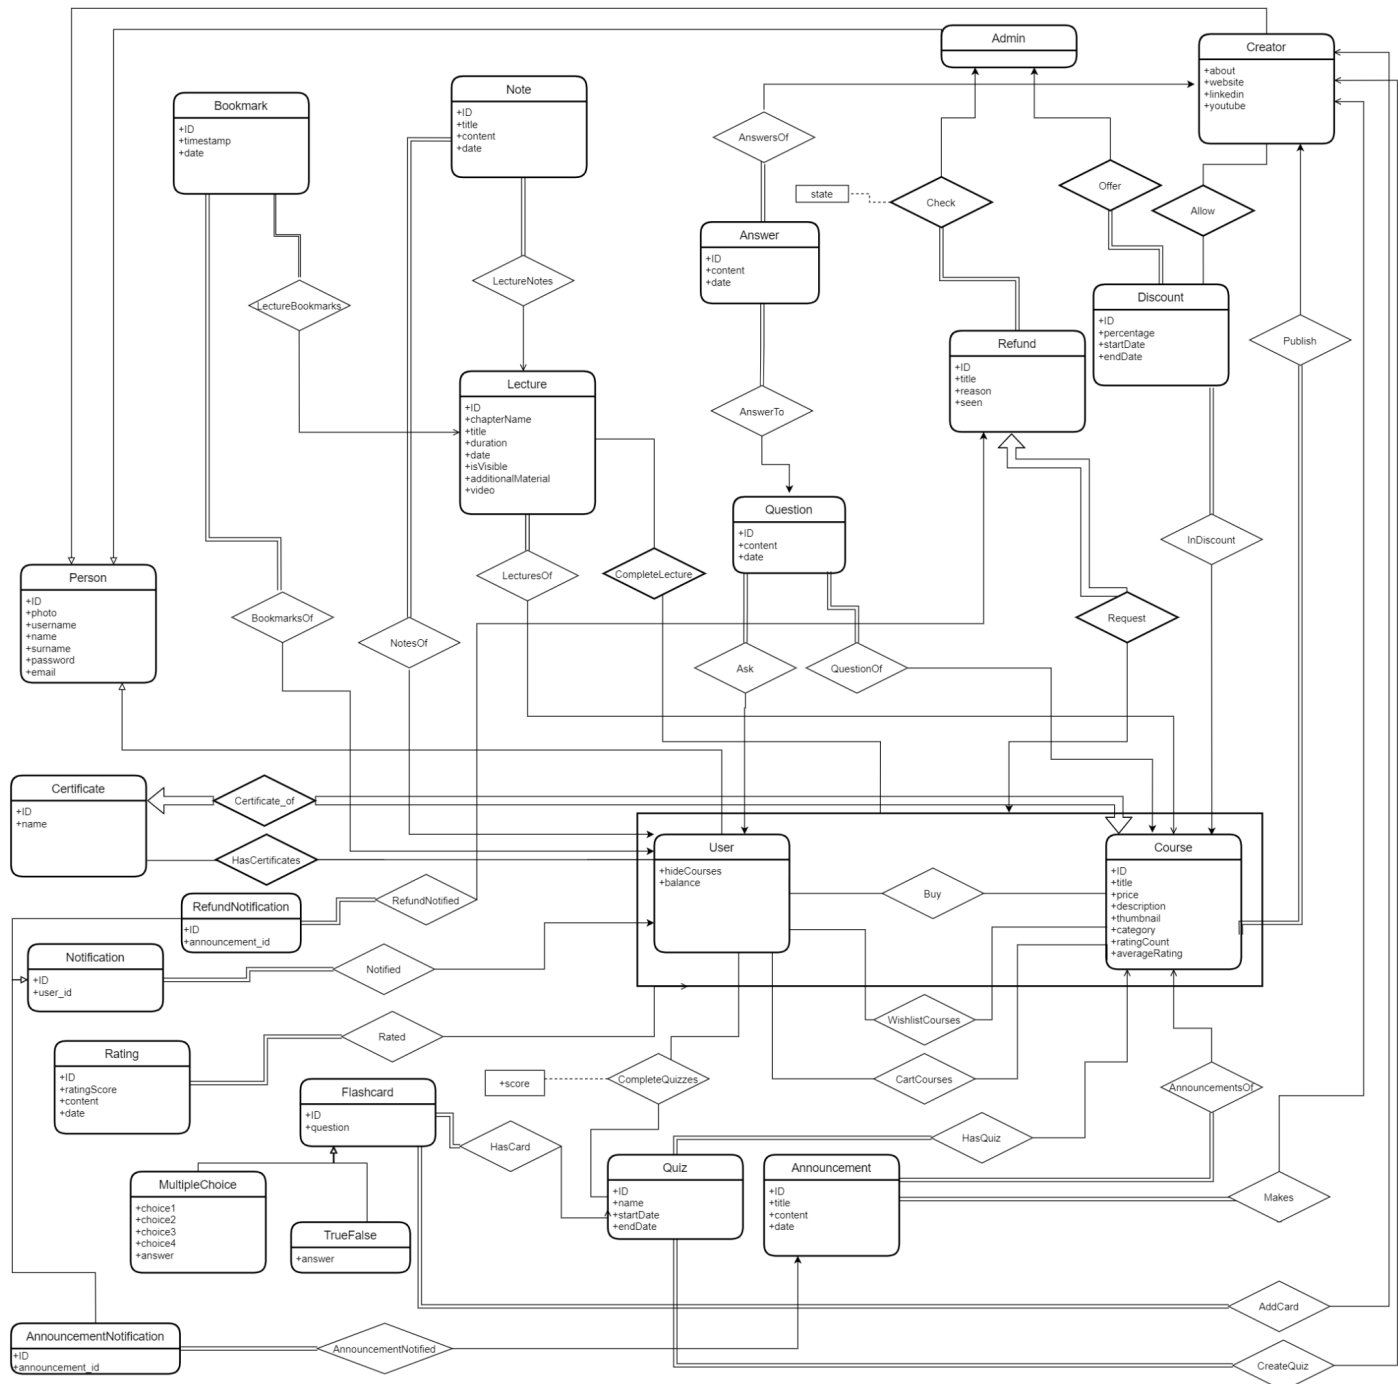 Admin
Creator
+about
+website
+linkedin
+youtube
Note
+ID
+title
+content
+date
Bookmark
+ID
+timestamp
+date
AnswersOf
state
Check
Offer
Allow
Answer
+ID
+content
+date
LectureBookmarks
LectureNotes
Discount
+ID
+percentage
+startDate
+endDate
Publish
Refund
+ID
+title
+reason
+seen
Lecture
+ID
+chapterName
+title
+duration
+date
+isVisible
+additionalMaterial
+video
AnswerTo
Question
+ID
+content
+date
InDiscount
Person
+ID
+photo
+username
+name
+surname
+password
+email
LecturesOf
CompleteLecture
BookmarksOf
NotesOf
Request
Ask
QuestionOf
Certificate
+ID
+name
Certificate_of
HasCertificates
User
+hideCourses
+balance
Buy
Course
+ID
+title
+price
+description
+thumbnail
+category
+ratingCount
+averageRating
RefundNotification
+ID
+announcement_id
RefundNotified
Notification
+ID
+user_id
Notified
WishlistCourses
Rated
Rating
+ID
+ratingScore
+content
+date
+score
CompleteQuizzes
CartCourses
AnnouncementsOf
Flashcard
+ID
+question
HasCard
HasQuiz
Quiz
+ID
+name
+startDate
+endDate
Announcement
+ID
+title
+content
+date
Makes
MultipleChoice
+choice1
+choice2
+choice3
+choice4
+answer
TrueFalse
+answer
AddCard
AnnouncementNotification
+ID
+announcement_id
AnnouncementNotified
CreateQuiz